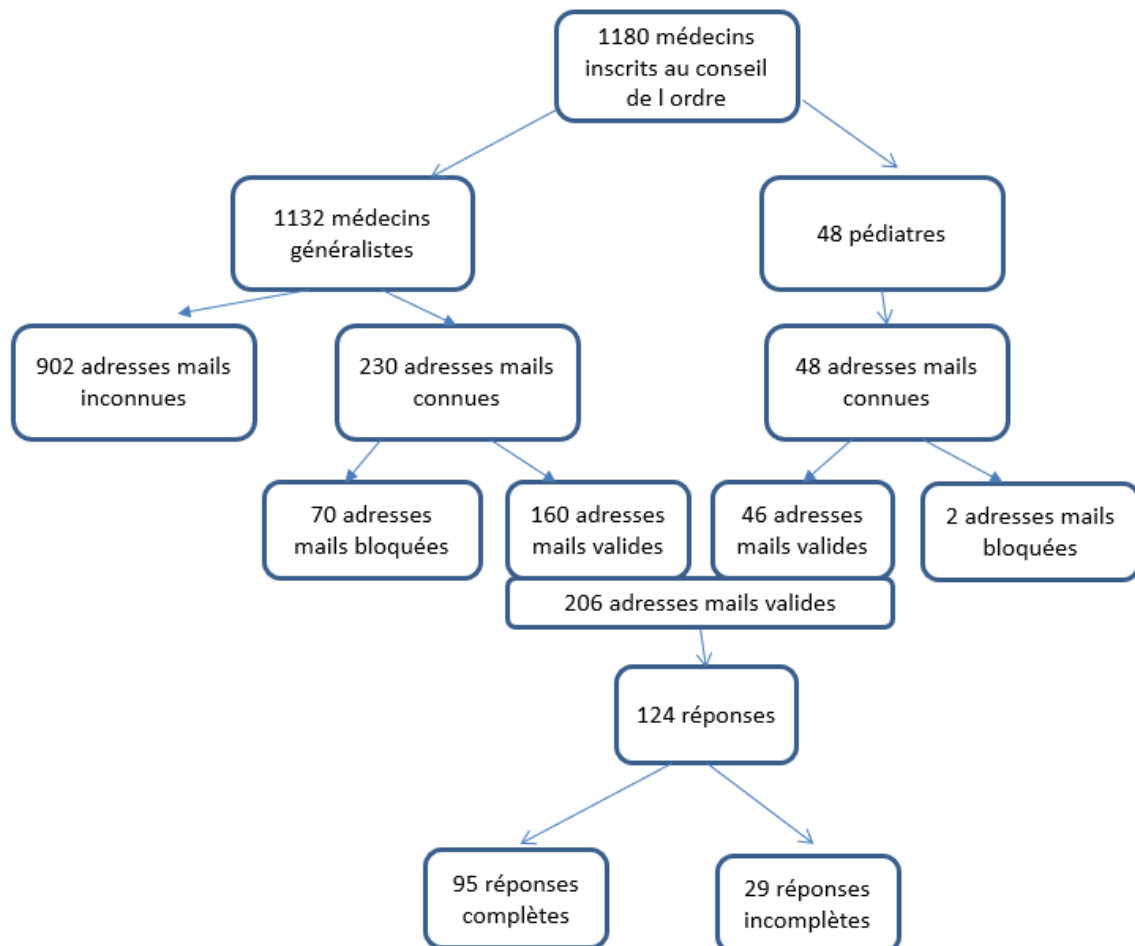 1180 médecins
inscrits au conseil
de l ordre
1132 médecins
généralistes
48 pédiatres
902 adresses mails
inconnues
230 adresses mails
connues
48 adresses mails
connues
70 adresses
mails bloquées
160 adresses
mails valides
46 adresses
mails valides
2 adresses mails
bloquées
206 adresses mails valides
124 réponses
95 réponses
complètes
29 réponses
incomplètes